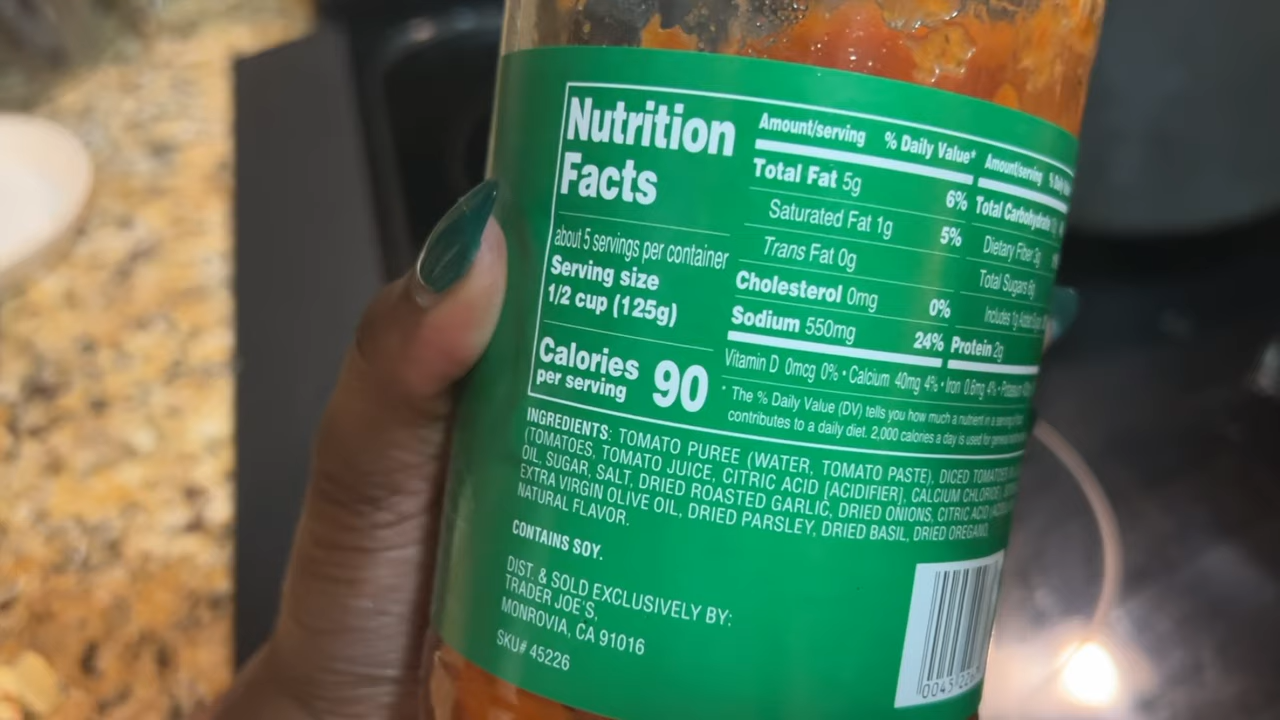 Nutrition
Facts
about 5 servings per container
Serving size
1/2 cup (125g)
Calories
per serving
90
Amount/serving % Daily Value*
Total Fat 5g 6%
Saturated Fat 1g 5%
Trans Fat 0g
Cholesterol 0mg 0%
Sodium 550mg 24%
Amount/serving
Total Carbohydrate
Dietary Fiber
Total Sugars 6g
Includes 1g Added
Protein 2g
Vitamin D 0mcg 0% • Calcium 40mg 4% • Iron 0.6mg 4% •
* The % Daily Value (DV) tells you how much a nutrient in a serving
contributes to a daily diet. 2,000 calories a day is used for general
INGREDIENTS: TOMATO PUREE (WATER, TOMATO PASTE), DICED TOMATOES
(TOMATOES, TOMATO JUICE, CITRIC ACID [ACIDIFIER], CALCIUM CHLORIDE),
OIL, SUGAR, SALT, DRIED ROASTED GARLIC, DRIED ONIONS, CITRIC ACID
EXTRA VIRGIN OLIVE OIL, DRIED PARSLEY, DRIED BASIL, DRIED OREGANO,
NATURAL FLAVOR.
CONTAINS SOY.
DIST. & SOLD EXCLUSIVELY BY:
TRADER JOE'S,
MONROVIA, CA 91016
SKU# 45226